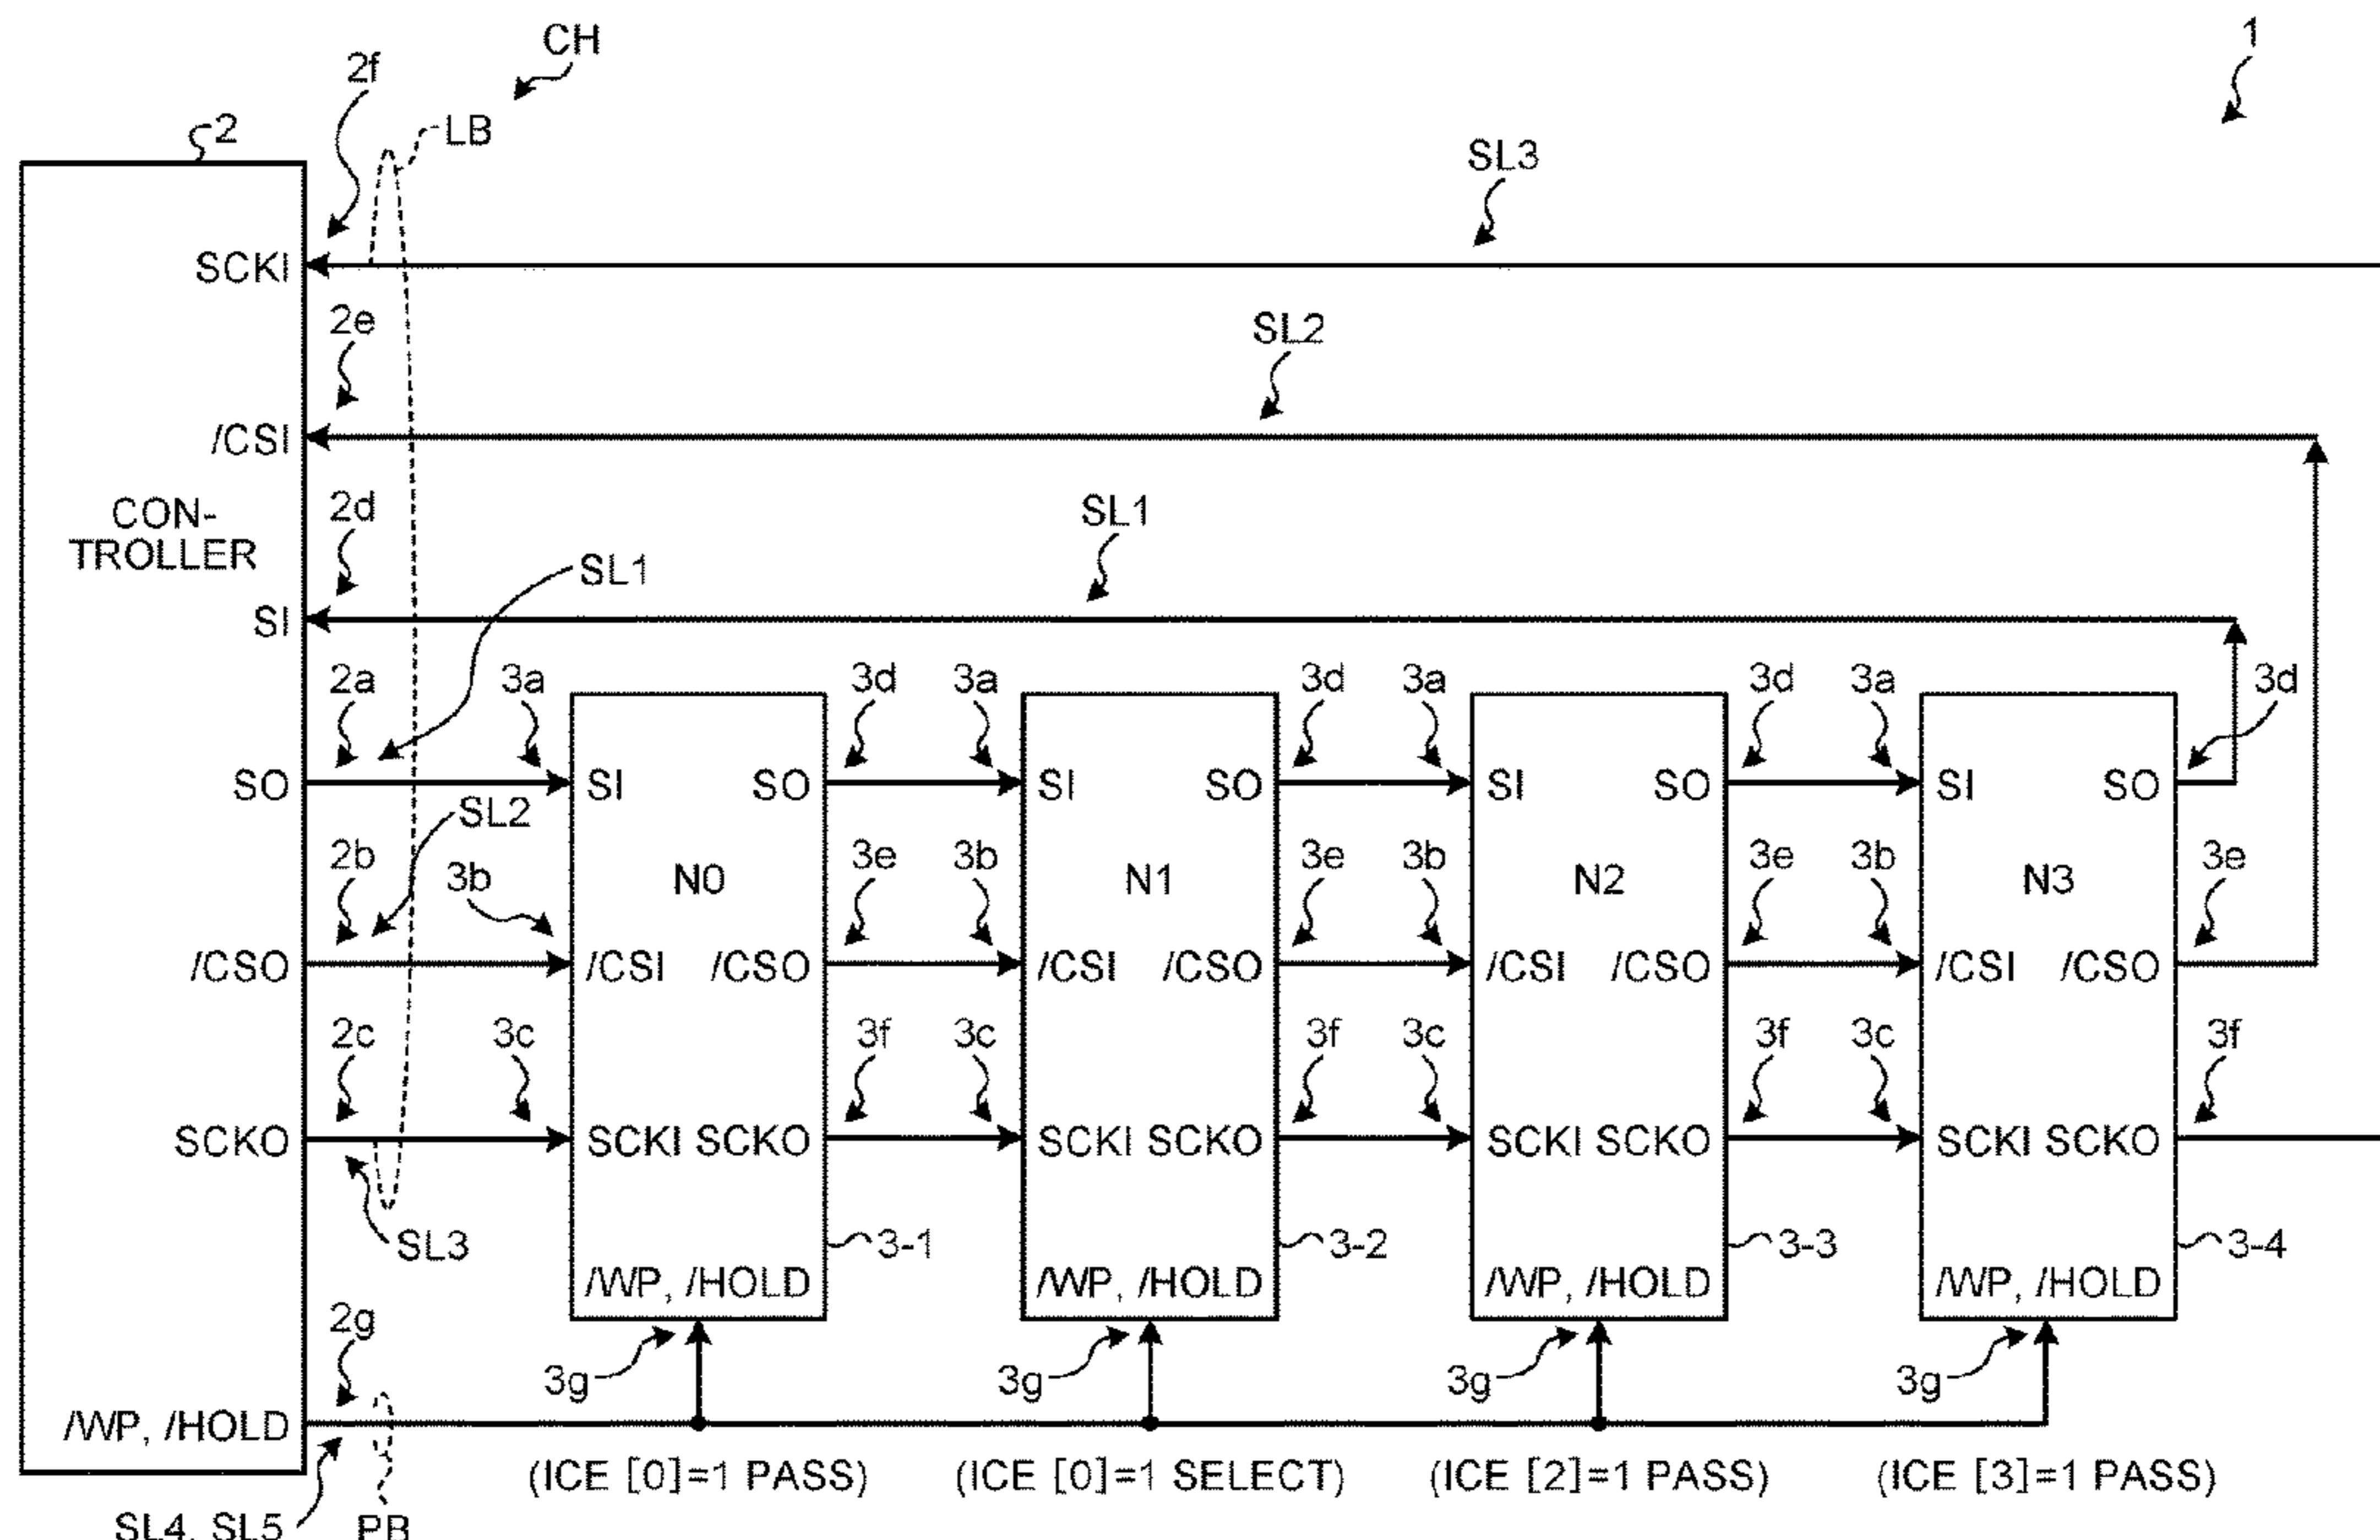 CH
1
2f
2
LB
SL3
SCKI
2e
SL2
/CSI
2d
SL1
CON-
TROLLER
SL1
SI
2a
3a
3d
3a
3d
3a
3d
3a
3d
SO
SI
SO
SI
SO
SI
SO
SI
SO
SL2
2b
3b
3e
3b
3e
3b
3e
3b
3e
N0
N1
N2
N3
/CSO
/CSI
/CSO
/CSI
/CSO
/CSI
/CSO
/CSI
/CSO
2c
3c
3f
3c
3f
3c
3f
3c
3f
SCKO
SCKI SCKO
SCKI SCKO
SCKI SCKO
SCKI SCKO
SL3
3-1
3-2
3-3
3-4
/WP, /HOLD
/WP, /HOLD
/WP, /HOLD
/WP, /HOLD
2g
3g
3g
3g
3g
/WP, /HOLD
(ICE [0]=1 PASS)
(ICE [0]=1 SELECT)
(ICE [2]=1 PASS)
(ICE [3]=1 PASS)
SL4, SL5
PB